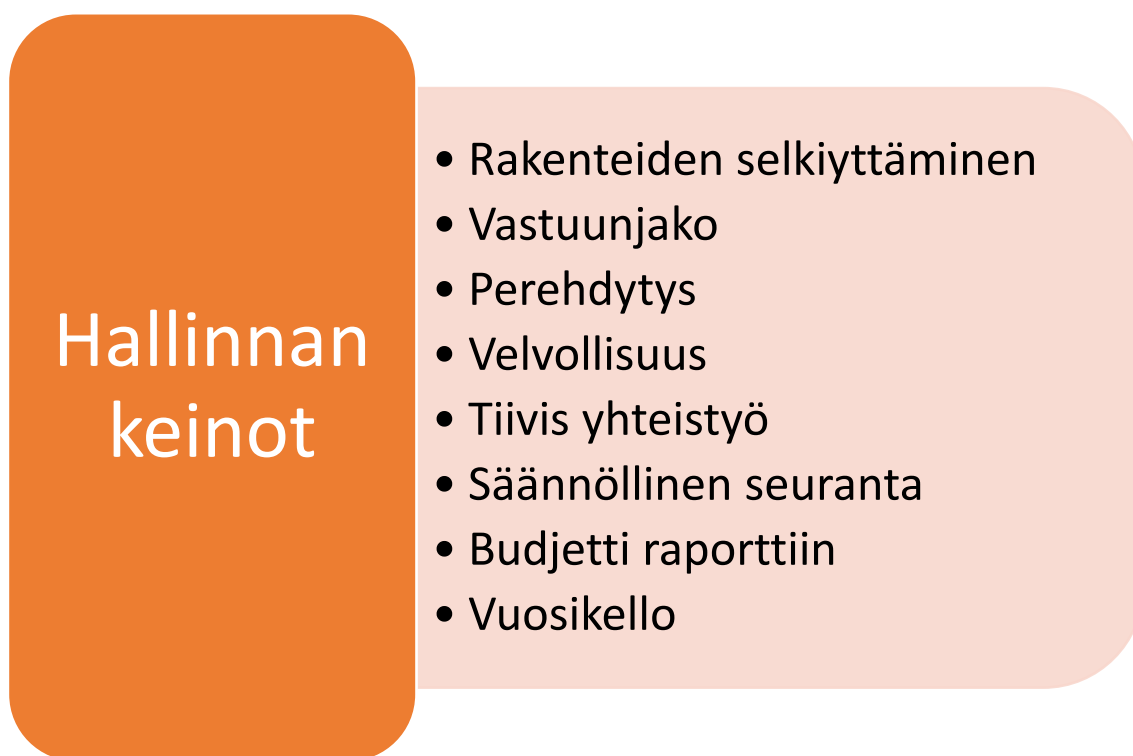 Hallinnan
keinot
• Rakenteiden selkiyttäminen
• Vastuunjako
• Perehdytys
• Velvollisuus
• Tiivis yhteistyö
• Säännöllinen seuranta
• Budjetti raporttiin
• Vuosikello